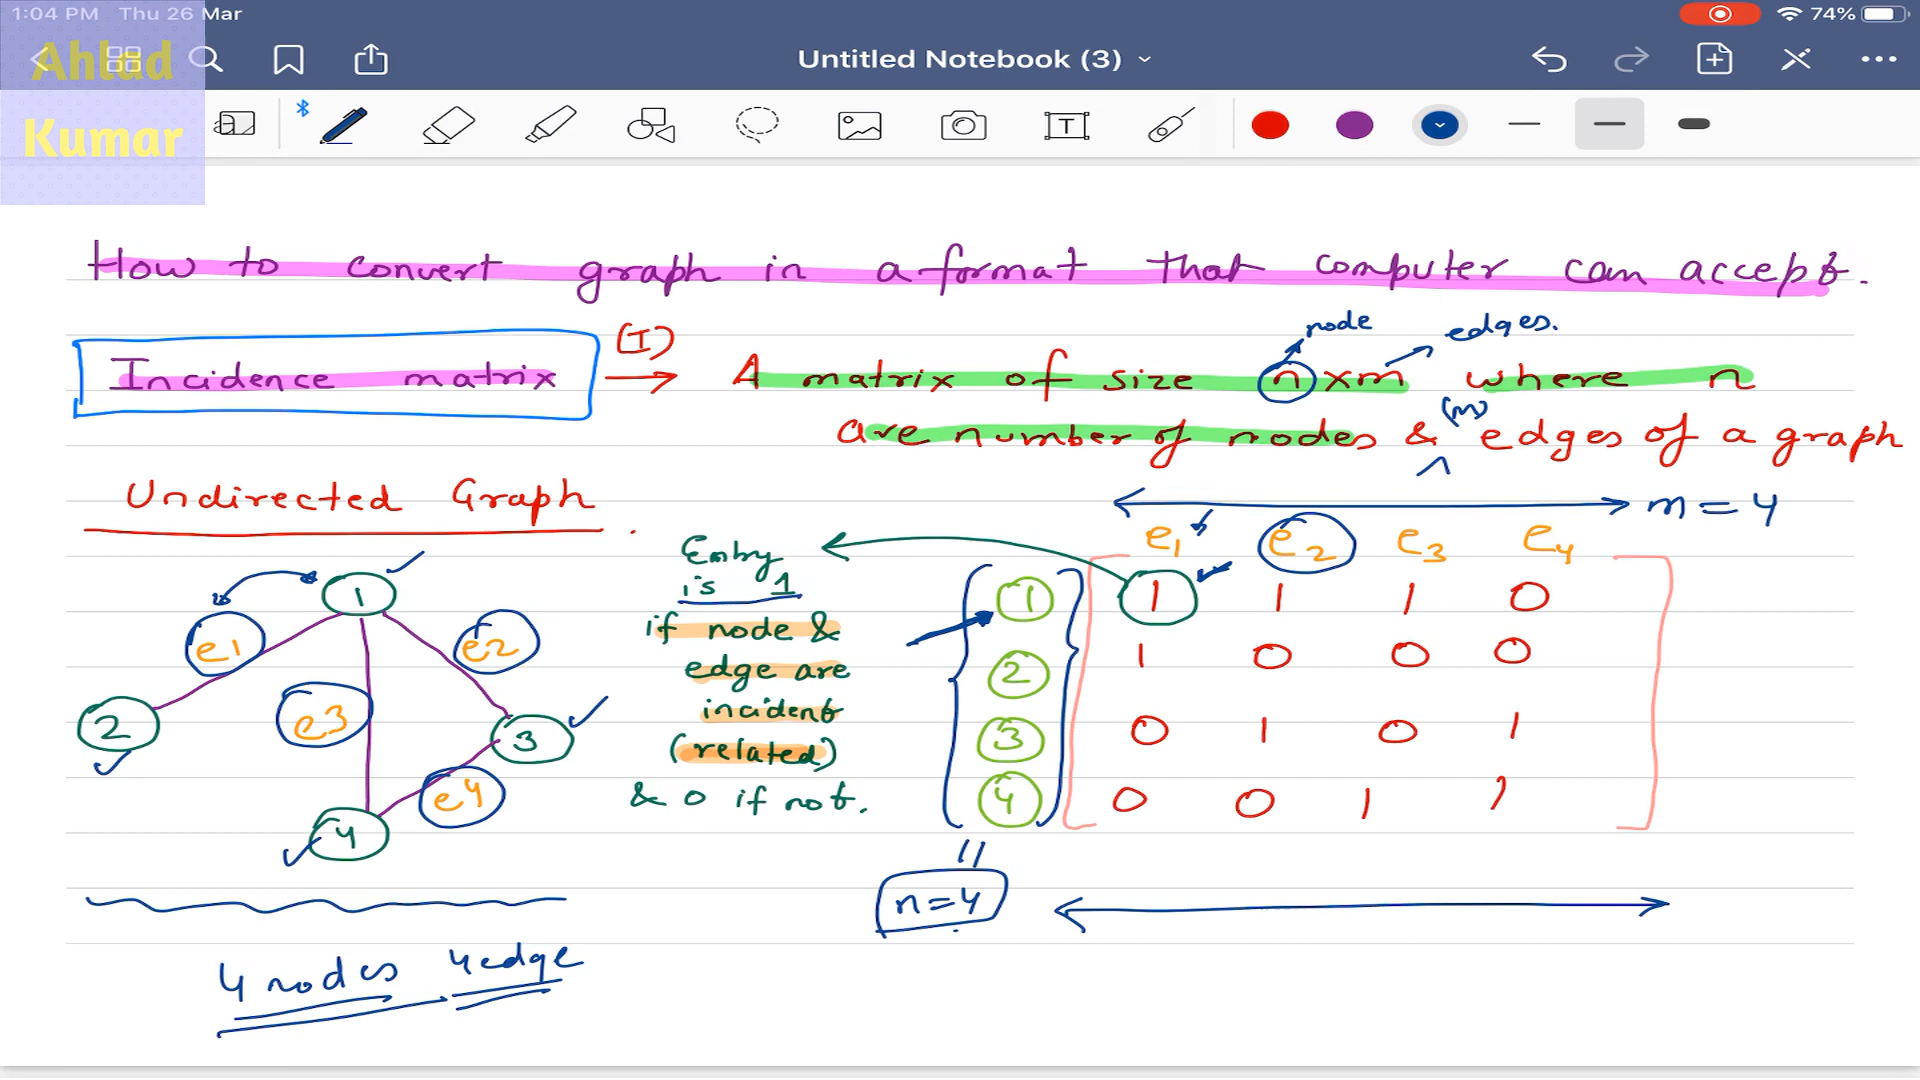 1:04 PM Thu 26 Mar
74%
Ahlad
Kumar
Untitled Notebook (3)
a
T
How to convert graph in a format that computer can accept.
node edges.
Incidence matrix (I) → A matrix of size n x m where n
(m)
are number of nodes & edges of a graph
Undirected Graph
m = 4
e1 e2 e3 e4
1
e1
e2
2
e3
3
e4
4
Entry
is 1
if node &
edge are
incident
(related)
& 0 if not.
1 1 1 1 0
2 1 0 0 0
3 0 1 0 1
4 0 0 1 1
n=4
4 nodes 4 edge